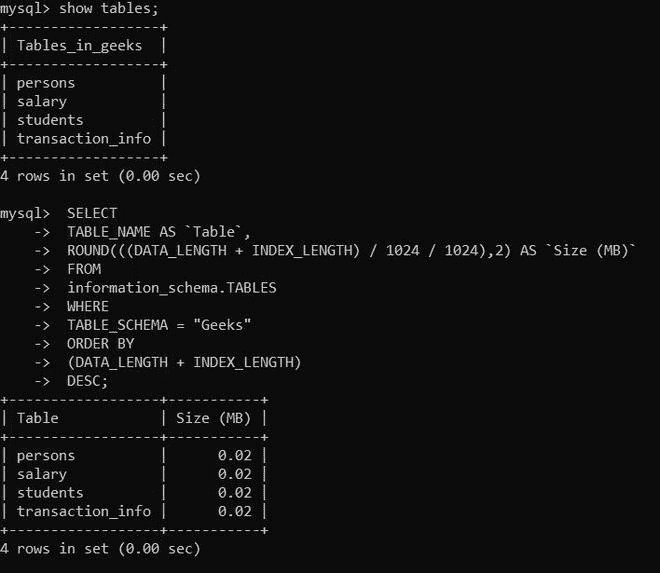 mysql> show tables;
+------------------+
| Tables_in_geeks  |
+------------------+
| persons          |
| salary           |
| students         |
| transaction_info |
+------------------+
4 rows in set (0.00 sec)

mysql>  SELECT
    ->  TABLE_NAME AS `Table`,
    ->  ROUND(((DATA_LENGTH + INDEX_LENGTH) / 1024 / 1024),2) AS `Size (MB)`
    ->  FROM
    ->  information_schema.TABLES
    ->  WHERE
    ->  TABLE_SCHEMA = "Geeks"
    ->  ORDER BY
    ->  (DATA_LENGTH + INDEX_LENGTH)
    ->  DESC;
+------------------+-----------+
| Table            | Size (MB) |
+------------------+-----------+
| persons          |      0.02 |
| salary           |      0.02 |
| students         |      0.02 |
| transaction_info |      0.02 |
+------------------+-----------+
4 rows in set (0.00 sec)